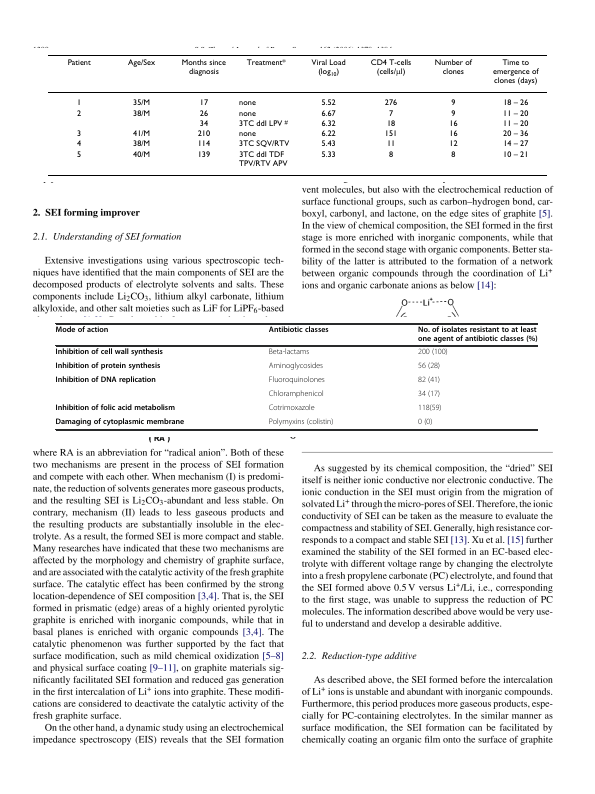 Patient Age/Sex Months since diagnosis Treatment* Viral Load (log10) CD4 T-cells (cells/μl) Number of clones Time to emergence of clones (days)
1 35/M 17 none 5.52 276 9 18 – 26
2 38/M 26 none 6.67 7 9 11 – 20
34 3TC ddI LPV # 6.32 18 16 11 – 20
3 41/M 210 none 6.22 151 16 20 – 36
4 38/M 114 3TC SQV/RTV 5.43 11 12 14 – 27
5 40/M 139 3TC ddI TDF 5.33 8 8 10 – 21
TPV/RTV APV
2. SEI forming improver
2.1. Understanding of SEI formation
Extensive investigations using various spectroscopic tech-
niques have identified that the main components of SEI are the
decomposed products of electrolyte solvents and salts. These
components include Li2CO3, lithium alkyl carbonate, lithium
alkyloxide, and other salt moieties such as LiF for LiPF6-based
vent molecules, but also with the electrochemical reduction of
surface functional groups, such as carbon–hydrogen bond, car-
boxyl, carbonyl, and lactone, on the edge sites of graphite [5].
In the view of chemical composition, the SEI formed in the first
stage is more enriched with inorganic components, while that
formed in the second stage with organic components. Better sta-
bility of the latter is attributed to the formation of a network
between organic compounds through the coordination of Li+
ions and organic carbonate anions as below [14]:
O----Li+----O
Mode of action Antibiotic classes No. of isolates resistant to at least
one agent of antibiotic classes (%)
Inhibition of cell wall synthesis Beta-lactams 200 (100)
Inhibition of protein synthesis Aminoglycosides 56 (28)
Inhibition of DNA replication Fluoroquinolones 82 (41)
Chloramphenicol 34 (17)
Inhibition of folic acid metabolism Cotrimoxazole 118(59)
Damaging of cytoplasmic membrane Polymyxins (colistin) 0 (0)
(RA)
where RA is an abbreviation for “radical anion”. Both of these
two mechanisms are present in the process of SEI formation
and compete with each other. When mechanism (I) is predomi-
nate, the reduction of solvents generates more gaseous products,
and the resulting SEI is Li2CO3-abundant and less stable. On
contrary, mechanism (II) leads to less gaseous products and
the resulting products are substantially insoluble in the elec-
trolyte. As a result, the formed SEI is more compact and stable.
Many researches have indicated that these two mechanisms are
affected by the morphology and chemistry of graphite surface,
and are associated with the catalytic activity of the fresh graphite
surface. The catalytic effect has been confirmed by the strong
location-dependence of SEI composition [3,4]. That is, the SEI
formed in prismatic (edge) areas of a highly oriented pyrolytic
graphite is enriched with inorganic compounds, while that in
basal planes is enriched with organic compounds [3,4]. The
catalytic phenomenon was further supported by the fact that
surface modification, such as mild chemical oxidization [5–8]
and physical surface coating [9–11], on graphite materials sig-
nificantly facilitated SEI formation and reduced gas generation
in the first intercalation of Li+ ions into graphite. These modifi-
cations are considered to deactivate the catalytic activity of the
fresh graphite surface.
On the other hand, a dynamic study using an electrochemical
impedance spectroscopy (EIS) reveals that the SEI formation
As suggested by its chemical composition, the “dried” SEI
itself is neither ionic conductive nor electronic conductive. The
ionic conduction in the SEI must origin from the migration of
solvated Li+ through the micro-pores of SEI. Therefore, the ionic
conductivity of SEI can be taken as the measure to evaluate the
compactness and stability of SEI. Generally, high resistance cor-
responds to a compact and stable SEI [13]. Xu et al. [15] further
examined the stability of the SEI formed in an EC-based elec-
trolyte with different voltage range by changing the electrolyte
into a fresh propylene carbonate (PC) electrolyte, and found that
the SEI formed above 0.5 V versus Li+/Li, i.e., corresponding
to the first stage, was unable to suppress the reduction of PC
molecules. The information described above would be very use-
ful to understand and develop a desirable additive.
2.2. Reduction-type additive
As described above, the SEI formed before the intercalation
of Li+ ions is unstable and abundant with inorganic compounds.
Furthermore, this period produces more gaseous products, espe-
cially for PC-containing electrolytes. In the similar manner as
surface modification, the SEI formation can be facilitated by
chemically coating an organic film onto the surface of graphite